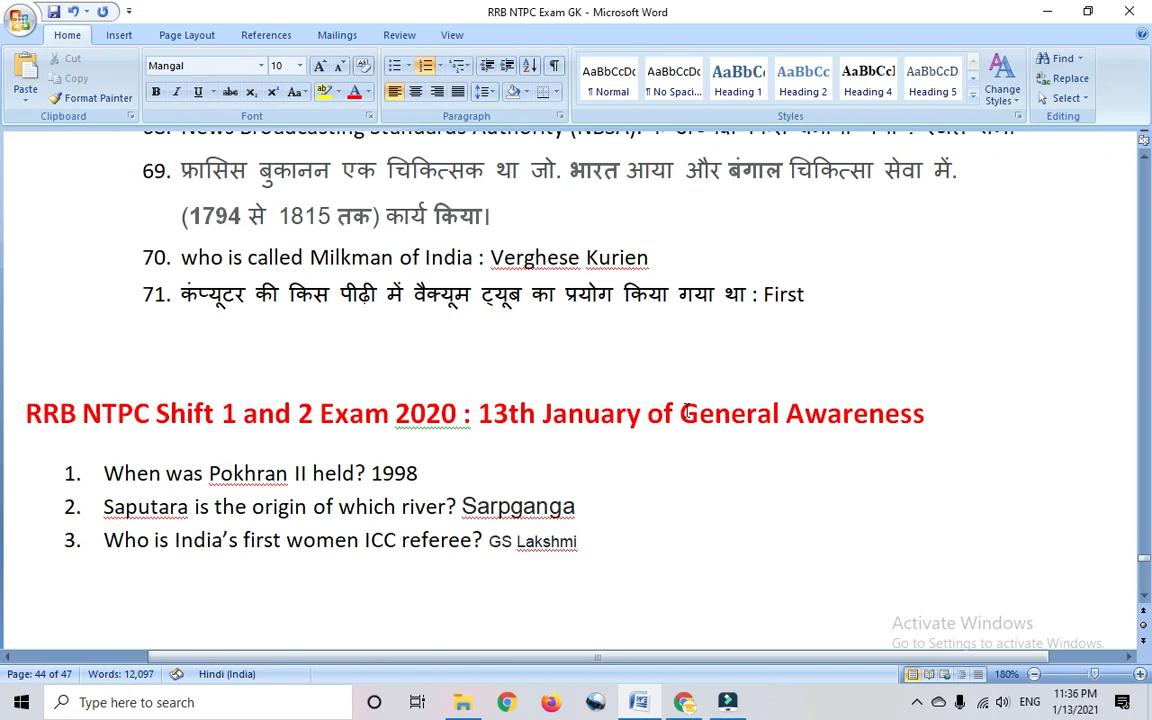 RRB NTPC Exam GK - Microsoft Word
Home Insert Page Layout References Mailings Review View
Paste
Cut
Copy
Format Painter
Clipboard
Mangal 10
Font
Paragraph
AaBbCcDc AaBbCcDc AaBbC AaBbCc AaBbCcI AaBbCcDc
¶ Normal ¶ No Spaci... Heading 1 Heading 2 Heading 4 Heading 5
Change Styles
Styles
Find
Replace
Select
Editing
News Broadcasting Standards Authority (NBSA).
69. फ्रांसिस बुकानन एक चिकित्सक था जो. भारत आया और बंगाल चिकित्सा सेवा में.
(1794 से 1815 तक) कार्य किया।
70. who is called Milkman of India : Verghese Kurien
71. कंप्यूटर की किस पीढ़ी में वैक्यूम ट्यूब का प्रयोग किया गया था : First
RRB NTPC Shift 1 and 2 Exam 2020 : 13th January of General Awareness
1. When was Pokhran II held? 1998
2. Saputara is the origin of which river? Sarpganga
3. Who is India's first women ICC referee? GS Lakshmi
Activate Windows
Go to Settings to activate Windows.
Page: 44 of 47 Words: 12,097 Hindi (India) 180%
Type here to search
ENG
11:36 PM
1/13/2021